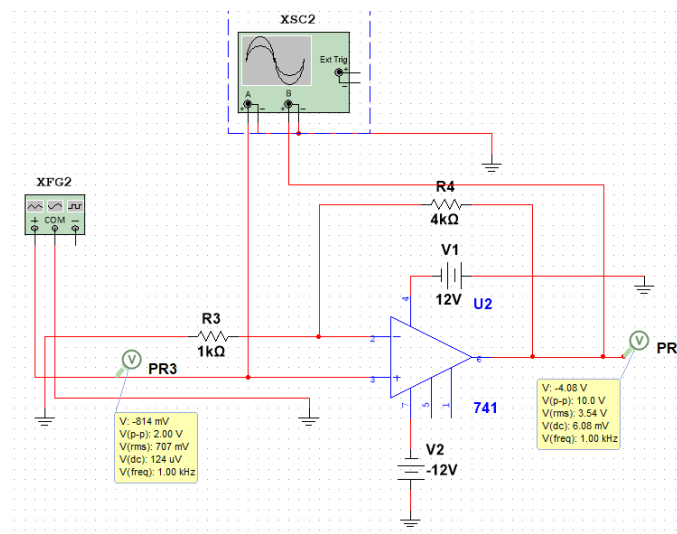 XSC2
Ext Trig
+
−
A
B
+ − + −
XFG2
+ COM −
R4
4kΩ
V1
12V
U2
4
R3
1kΩ
2
−
3
+
6
7
5
1
741
PR3
PR
V: -814 mV
V(p-p): 2.00 V
V(rms): 707 mV
V(dc): 124 uV
V(freq): 1.00 kHz
V: -4.08 V
V(p-p): 10.0 V
V(rms): 3.54 V
V(dc): 6.08 mV
V(freq): 1.00 kHz
V
V
V2
-12V